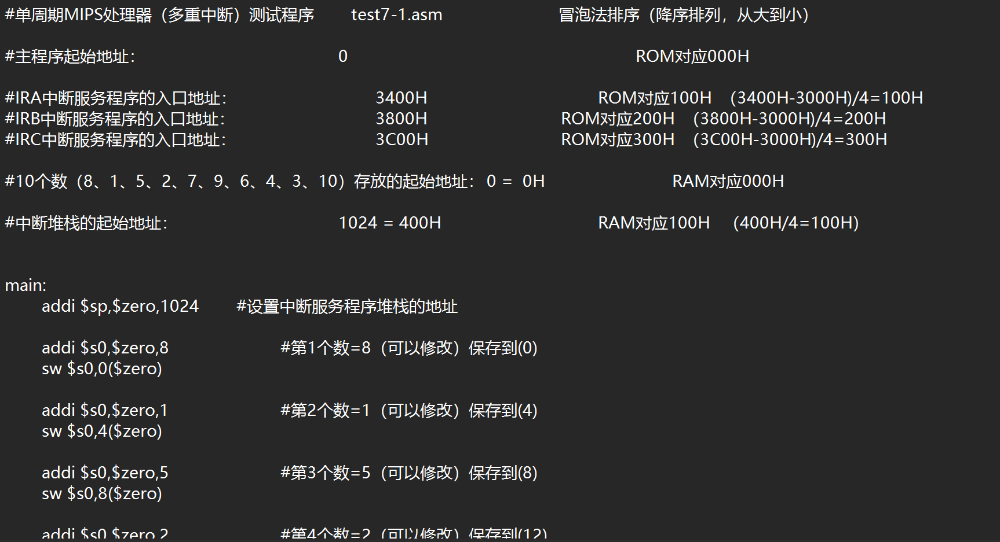 #单周期MIPS处理器（多重中断）测试程序 test7-1.asm 冒泡法排序（降序排列，从大到小）
#主程序起始地址： 0 ROM对应000H
#IRA中断服务程序的入口地址： 3400H ROM对应100H （3400H-3000H)/4=100H
#IRB中断服务程序的入口地址： 3800H ROM对应200H （3800H-3000H)/4=200H
#IRC中断服务程序的入口地址： 3C00H ROM对应300H （3C00H-3000H)/4=300H
#10个数（8、1、5、2、7、9、6、4、3、10）存放的起始地址： 0 = 0H RAM对应000H
#中断堆栈的起始地址： 1024 = 400H RAM对应100H （400H/4=100H）
main:
addi $sp,$zero,1024 #设置中断服务程序堆栈的地址
addi $s0,$zero,8 #第1个数=8（可以修改）保存到(0)
sw $s0,0($zero)
addi $s0,$zero,1 #第2个数=1（可以修改）保存到(4)
sw $s0,4($zero)
addi $s0,$zero,5 #第3个数=5（可以修改）保存到(8)
sw $s0,8($zero)
addi $s0,$zero,2 #第4个数=2（可以修改）保存到(12)